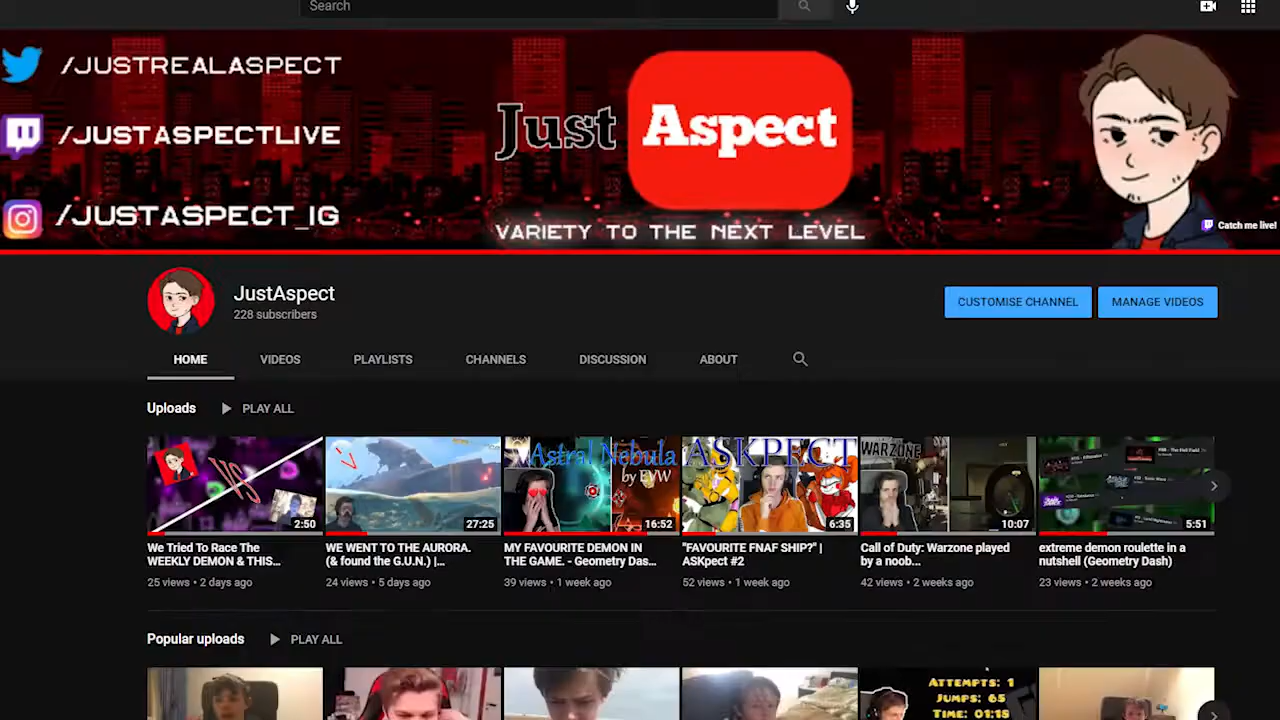 Search
/JUSTREALASPECT
/JUSTASPECTLIVE
/JUSTASPECT_IG
Just Aspect
VARIETY TO THE NEXT LEVEL
Catch me live!
JustAspect
228 subscribers
CUSTOMISE CHANNEL
MANAGE VIDEOS
HOME VIDEOS PLAYLISTS CHANNELS DISCUSSION ABOUT
Uploads PLAY ALL
VS
2:50
27:25
Astral Nebula
by EVW
16:52
ASKPECT
6:35
WARZONE
10:07
5:51
We Tried To Race The
WEEKLY DEMON & THIS...
25 views • 2 days ago
WE WENT TO THE AURORA.
(& found the G.U.N.) |...
24 views • 5 days ago
MY FAVOURITE DEMON IN
THE GAME. - Geometry Das...
39 views • 1 week ago
"FAVOURITE FNAF SHIP?" |
ASKpect #2
52 views • 1 week ago
Call of Duty: Warzone played
by a noob...
42 views • 2 weeks ago
extreme demon roulette in a
nutshell (Geometry Dash)
23 views • 2 weeks ago
Popular uploads PLAY ALL
ATTEMPTS: 1
JUMPS: 65
TIME: 01:15